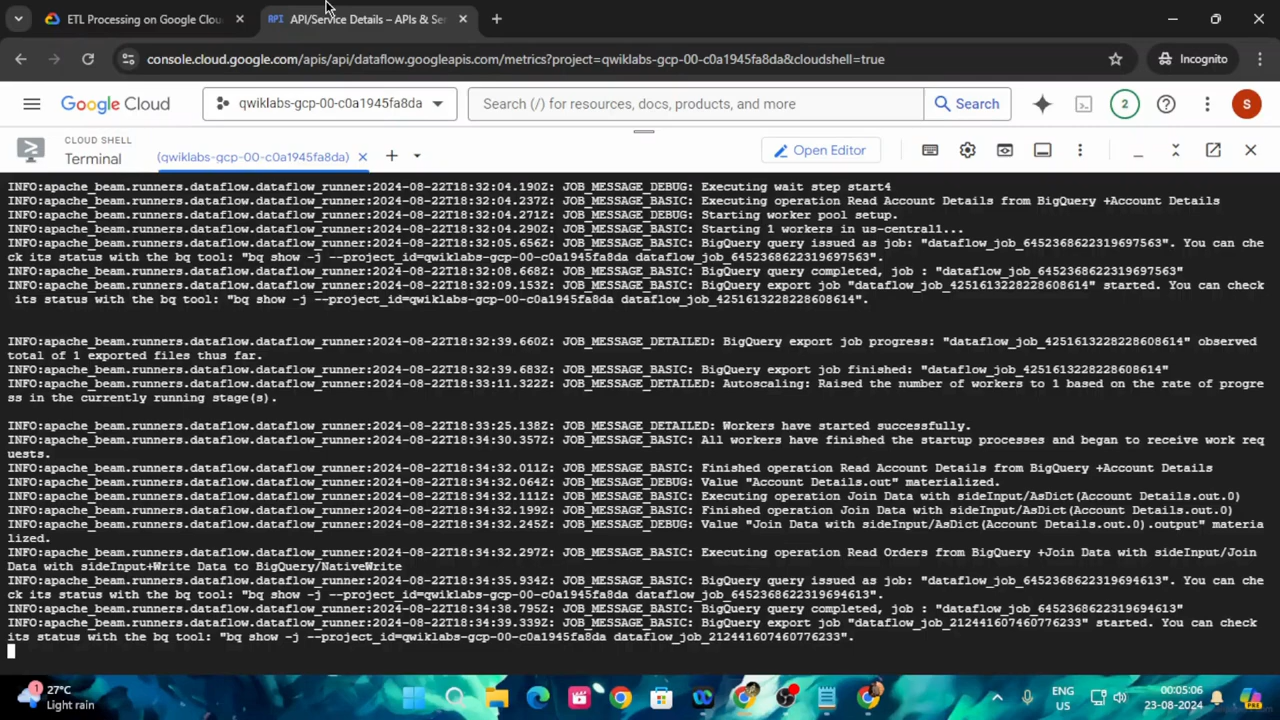 ETL Processing on Google Clou
API API/Service Details – APIs & Se
console.cloud.google.com/apis/api/dataflow.googleapis.com/metrics?project=qwiklabs-gcp-00-c0a1945fa8da&cloudshell=true
Incognito
Google Cloud
qwiklabs-gcp-00-c0a1945fa8da
Search (/) for resources, docs, products, and more
Search
2
S
CLOUD SHELL
Terminal
(qwiklabs-gcp-00-c0a1945fa8da)
Open Editor
INFO:apache_beam.runners.dataflow.dataflow_runner:2024-08-22T18:32:04.190Z: JOB_MESSAGE_DEBUG: Executing wait step start4
INFO:apache_beam.runners.dataflow.dataflow_runner:2024-08-22T18:32:04.237Z: JOB_MESSAGE_BASIC: Executing operation Read Account Details from BigQuery +Account Details
INFO:apache_beam.runners.dataflow.dataflow_runner:2024-08-22T18:32:04.271Z: JOB_MESSAGE_DEBUG: Starting worker pool setup.
INFO:apache_beam.runners.dataflow.dataflow_runner:2024-08-22T18:32:04.290Z: JOB_MESSAGE_BASIC: Starting 1 workers in us-central1...
INFO:apache_beam.runners.dataflow.dataflow_runner:2024-08-22T18:32:05.656Z: JOB_MESSAGE_BASIC: BigQuery query issued as job: "dataflow_job_6452368622319697563". You can che
ck its status with the bq tool: "bq show -j --project_id=qwiklabs-gcp-00-c0a1945fa8da dataflow_job_6452368622319697563".
INFO:apache_beam.runners.dataflow.dataflow_runner:2024-08-22T18:32:08.668Z: JOB_MESSAGE_BASIC: BigQuery query completed, job : "dataflow_job_6452368622319697563"
INFO:apache_beam.runners.dataflow.dataflow_runner:2024-08-22T18:32:09.153Z: JOB_MESSAGE_BASIC: BigQuery export job "dataflow_job_4251613228228608614" started. You can check
its status with the bq tool: "bq show -j --project_id=qwiklabs-gcp-00-c0a1945fa8da dataflow_job_4251613228228608614".
INFO:apache_beam.runners.dataflow.dataflow_runner:2024-08-22T18:32:39.660Z: JOB_MESSAGE_DETAILED: BigQuery export job progress: "dataflow_job_4251613228228608614" observed
total of 1 exported files thus far.
INFO:apache_beam.runners.dataflow.dataflow_runner:2024-08-22T18:32:39.683Z: JOB_MESSAGE_BASIC: BigQuery export job finished: "dataflow_job_4251613228228608614"
INFO:apache_beam.runners.dataflow.dataflow_runner:2024-08-22T18:33:11.322Z: JOB_MESSAGE_DETAILED: Autoscaling: Raised the number of workers to 1 based on the rate of progre
ss in the currently running stage(s).
INFO:apache_beam.runners.dataflow.dataflow_runner:2024-08-22T18:33:25.138Z: JOB_MESSAGE_DETAILED: Workers have started successfully.
INFO:apache_beam.runners.dataflow.dataflow_runner:2024-08-22T18:34:30.357Z: JOB_MESSAGE_BASIC: All workers have finished the startup processes and began to receive work req
uests.
INFO:apache_beam.runners.dataflow.dataflow_runner:2024-08-22T18:34:32.011Z: JOB_MESSAGE_BASIC: Finished operation Read Account Details from BigQuery +Account Details
INFO:apache_beam.runners.dataflow.dataflow_runner:2024-08-22T18:34:32.064Z: JOB_MESSAGE_DEBUG: Value "Account Details.out" materialized.
INFO:apache_beam.runners.dataflow.dataflow_runner:2024-08-22T18:34:32.111Z: JOB_MESSAGE_BASIC: Executing operation Join Data with sideInput/AsDict(Account Details.out.0)
INFO:apache_beam.runners.dataflow.dataflow_runner:2024-08-22T18:34:32.199Z: JOB_MESSAGE_BASIC: Finished operation Join Data with sideInput/AsDict(Account Details.out.0)
INFO:apache_beam.runners.dataflow.dataflow_runner:2024-08-22T18:34:32.245Z: JOB_MESSAGE_DEBUG: Value "Join Data with sideInput/AsDict(Account Details.out.0).output" materia
lized.
INFO:apache_beam.runners.dataflow.dataflow_runner:2024-08-22T18:34:32.297Z: JOB_MESSAGE_BASIC: Executing operation Read Orders from BigQuery +Join Data with sideInput/Join
Data with sideInput+Write Data to BigQuery/NativeWrite
INFO:apache_beam.runners.dataflow.dataflow_runner:2024-08-22T18:34:35.534Z: JOB_MESSAGE_BASIC: BigQuery query issued as job: "dataflow_job_6452368622319694613". You can che
ck its status with the bq tool: "bq show -j --project_id=qwiklabs-gcp-00-c0a1945fa8da dataflow_job_6452368622319694613".
INFO:apache_beam.runners.dataflow.dataflow_runner:2024-08-22T18:34:38.795Z: JOB_MESSAGE_BASIC: BigQuery query completed, job : "dataflow_job_6452368622319694613"
INFO:apache_beam.runners.dataflow.dataflow_runner:2024-08-22T18:34:39.239Z: JOB_MESSAGE_BASIC: BigQuery export job "dataflow_job_212441607460776233" started. You can check
its status with the bq tool: "bq show -j --project_id=qwiklabs-gcp-00-c0a1945fa8da dataflow_job_212441607460776233".
1
27°C
Light rain
ENG
US
00:05:06
23-08-2024
PRE